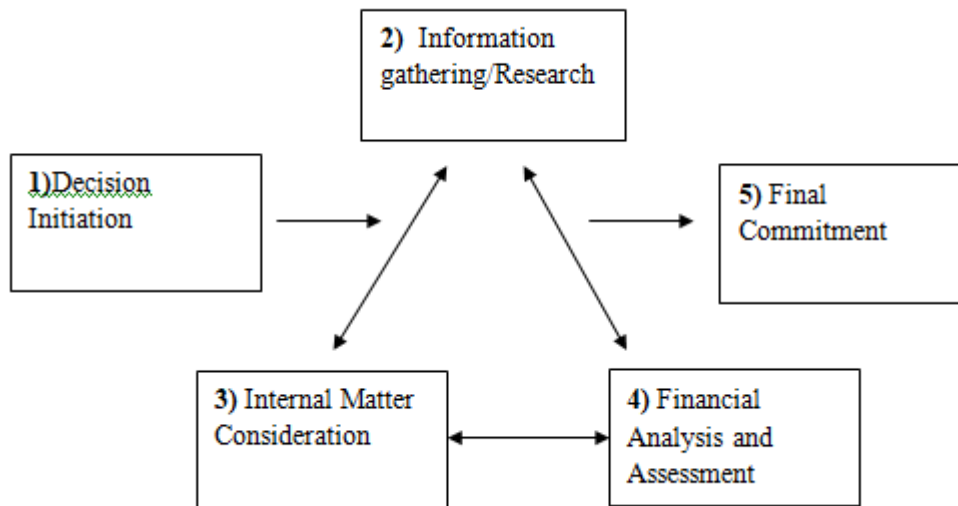 1)Decision
Initiation
2) Information
gathering/Research
3) Internal Matter
Consideration
4) Financial
Analysis and
Assessment
5) Final
Commitment